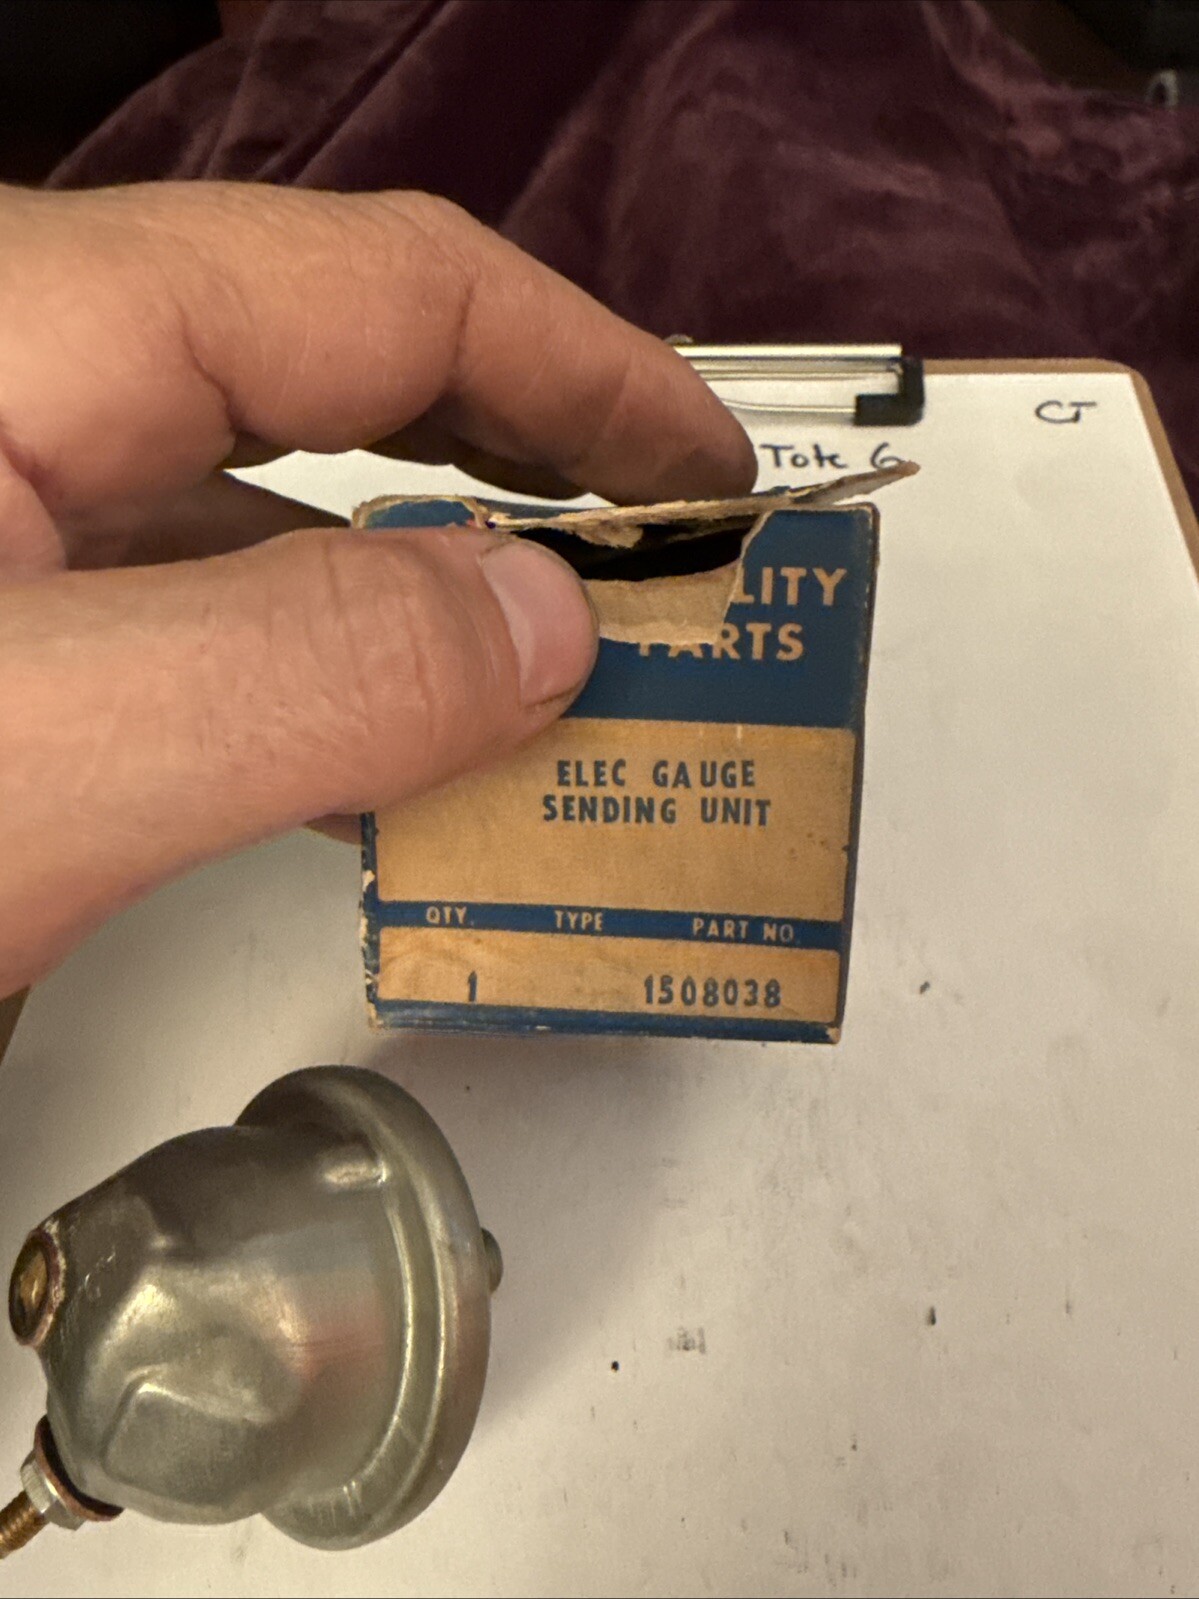 CT
Tote 6
LITY
PARTS
ELEC GAUGE
SENDING UNIT
QTY. TYPE PART NO.
1 1508038